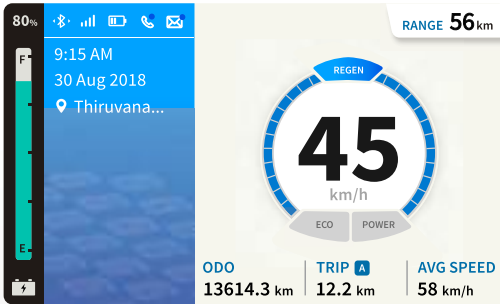 80%
F
E
9:15 AM
30 Aug 2018
Thiruvana...
RANGE 56 km
REGEN
45
km/h
ECO
POWER
ODO
13614.3 km
TRIP A
12.2 km
AVG SPEED
58 km/h